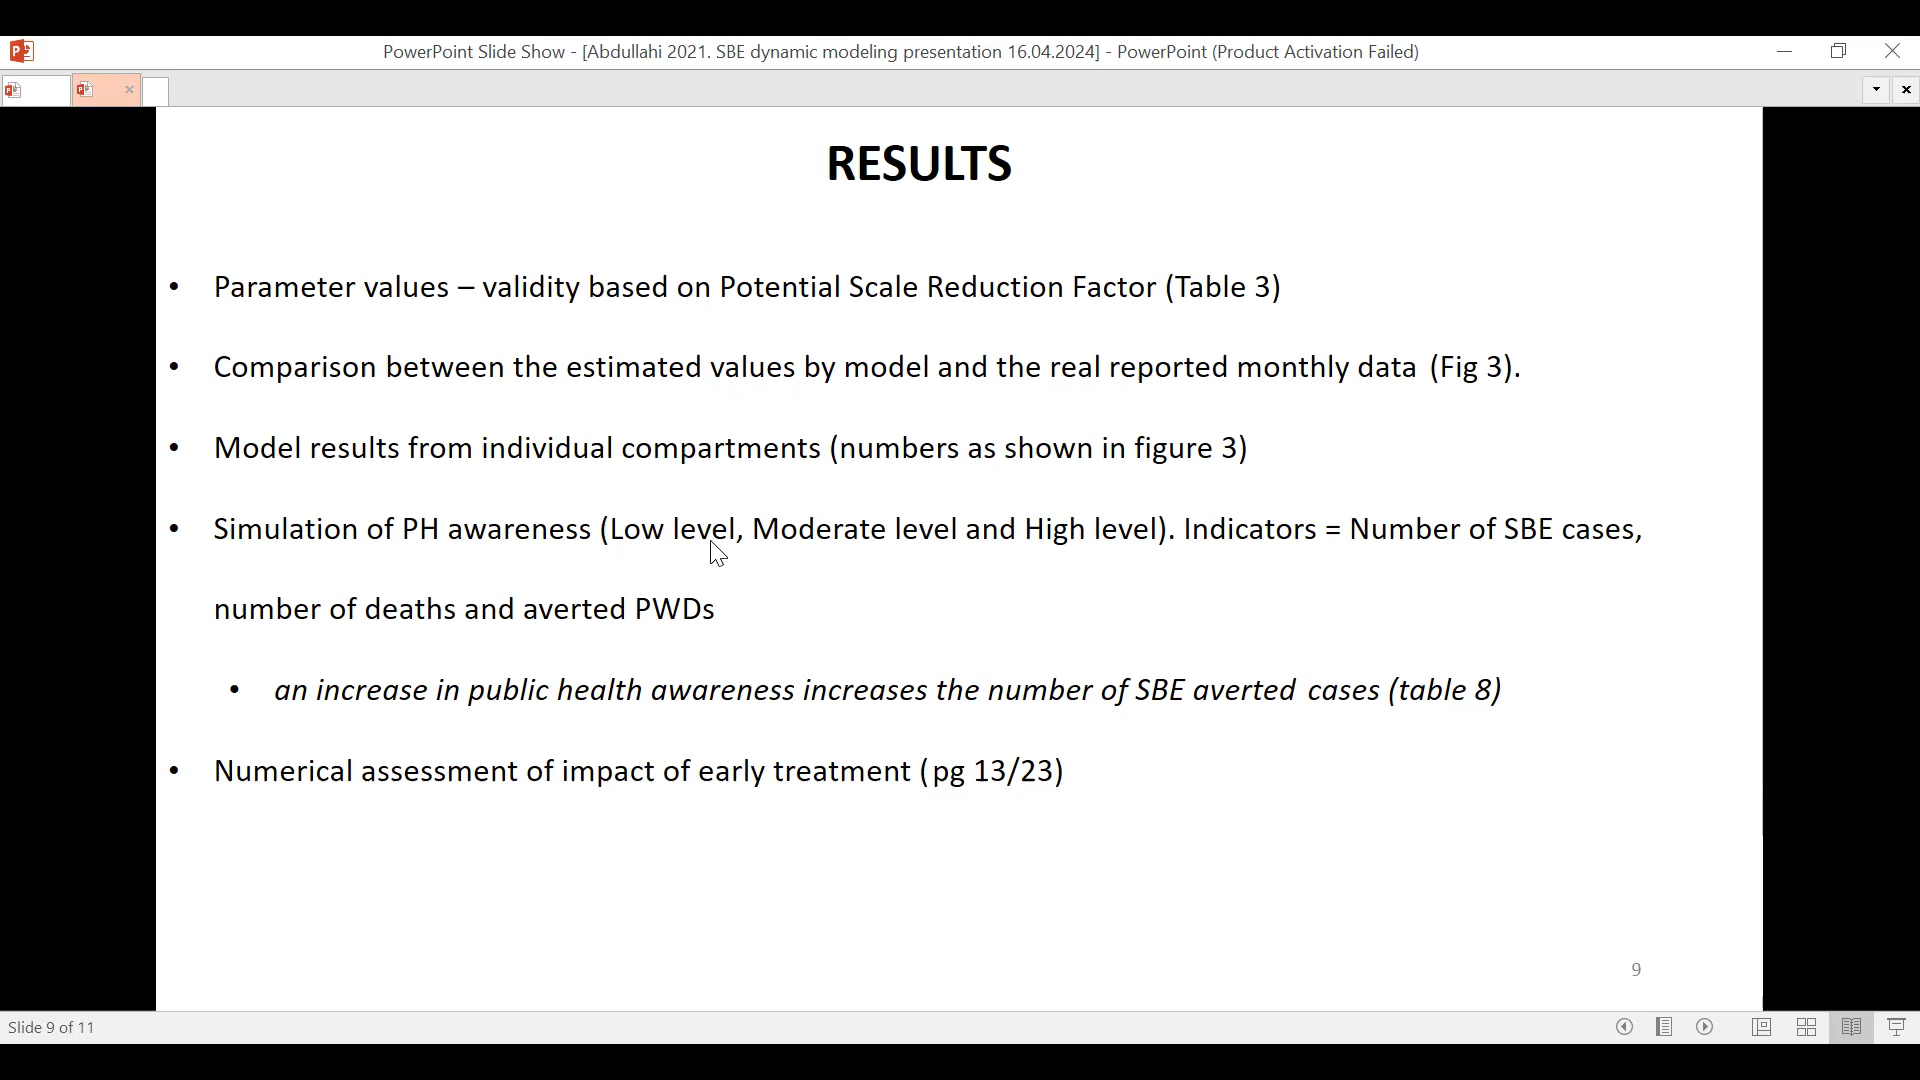 PowerPoint Slide Show - [Abdullahi 2021. SBE dynamic modeling presentation 16.04.2024] - PowerPoint (Product Activation Failed)
RESULTS
• Parameter values – validity based on Potential Scale Reduction Factor (Table 3)
• Comparison between the estimated values by model and the real reported monthly data (Fig 3).
• Model results from individual compartments (numbers as shown in figure 3)
• Simulation of PH awareness (Low level, Moderate level and High level). Indicators = Number of SBE cases,
number of deaths and averted PWDs
• an increase in public health awareness increases the number of SBE averted cases (table 8)
• Numerical assessment of impact of early treatment (pg 13/23)
9
Slide 9 of 11